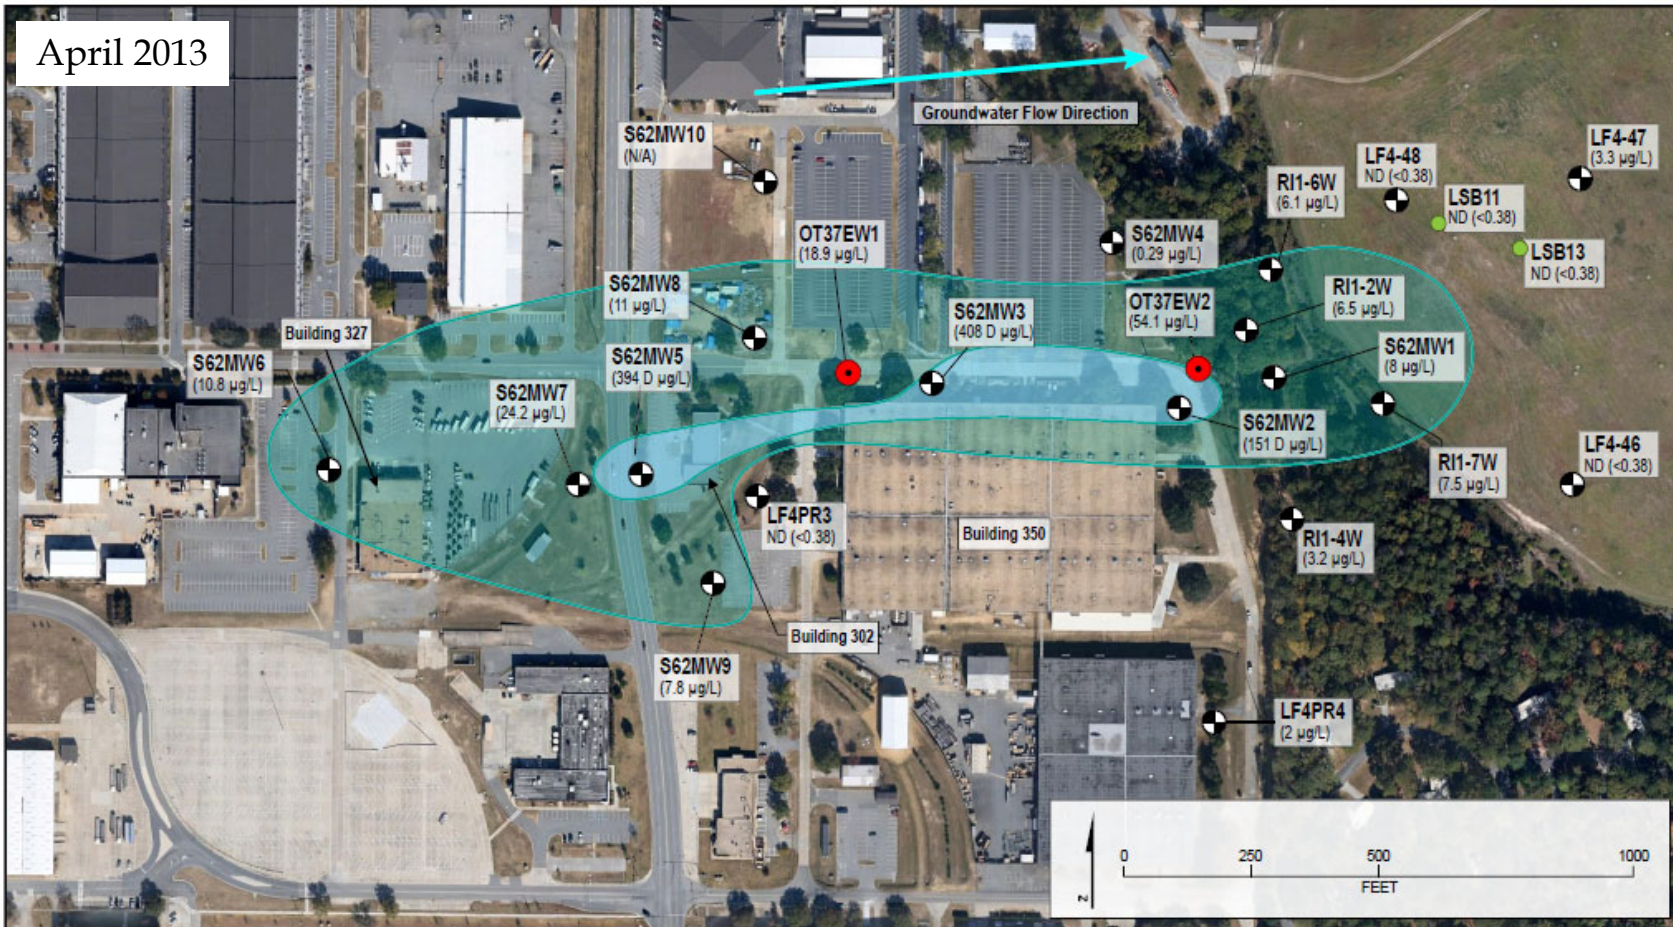 April 2013
Groundwater Flow Direction
S62MW10
(N/A)
LF4-47
(3.3 µg/L)
LF4-48
ND (<0.38)
RI1-6W
(6.1 µg/L)
LSB11
ND (<0.38)
OT37EW1
(18.9 µg/L)
S62MW4
(0.29 µg/L)
LSB13
ND (<0.38)
S62MW8
(11 µg/L)
S62MW3
(408 D µg/L)
OT37EW2
(54.1 µg/L)
RI1-2W
(6.5 µg/L)
Building 327
S62MW6
(10.8 µg/L)
S62MW5
(394 D µg/L)
S62MW1
(8 µg/L)
S62MW7
(24.2 µg/L)
S62MW2
(151 D µg/L)
RI1-7W
(7.5 µg/L)
LF4-46
ND (<0.38)
LF4PR3
ND (<0.38)
Building 350
RI1-4W
(3.2 µg/L)
Building 302
S62MW9
(7.8 µg/L)
LF4PR4
(2 µg/L)
z
0 250 500 1000
FEET